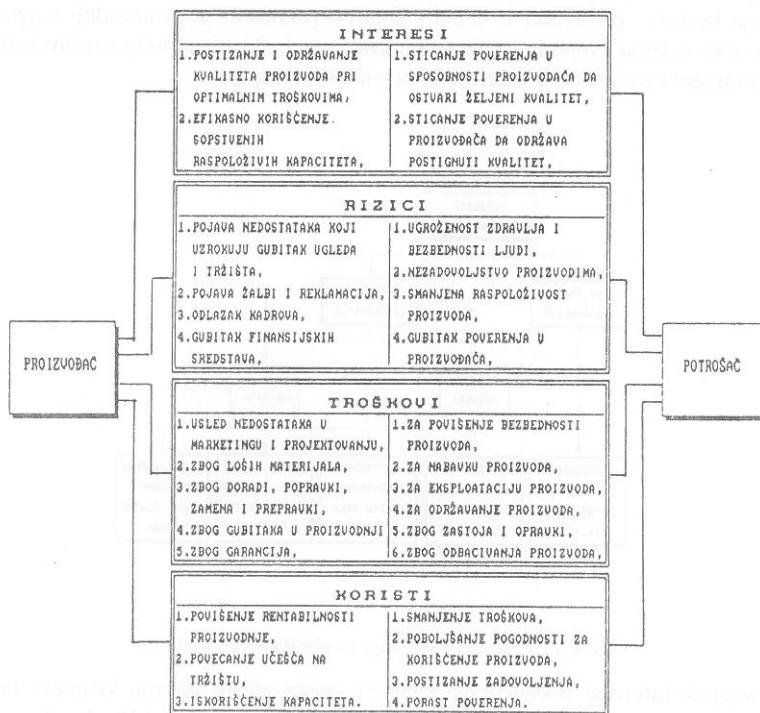 INTERESI
1.POSTIZANJE I ODRŽAVANJE
KVALITETA PROIZVODA PRI
OPTIMALNIM TROŠKOVIMA,
2.EFIKASNO KORIŠĆENJE
SOPSTVENIH
RASPOLOŽIVIH KAPACITETA,
1.STICANJE POVERENJA U
SPOSOBNOSTI PROIZVOĐAČA DA
OSTVARI ŽELJENI KVALITET,
2.STICANJE POVERENJA U
PROIZVOĐAČA DA ODRŽAVA
POSTIGNUTI KVALITET,
RIZICI
1.POJAVA NEDOSTATAKA KOJI
UZROKUJU GUBITAK UGLEDA
I TRŽIŠTA,
2.POJAVA ŽALBI I REKLAMACIJA,
3.ODLAZAK KADROVA,
4.GUBITAK FINANSIJSKIH
SREDSTAVA,
1.UGROŽENOST ZDRAVLJA I
BEZBEDNOSTI LJUDI,
2.NEZADOVOLJSTVO PROIZVODIMA,
3.SMANJENA RASPOLOŽIVOST
PROIZVODA,
4.GUBITAK POVERENJA U
PROIZVOĐAČA,
PROIZVOĐAČ
POTROŠAČ
TROŠKOVI
1.USLED NEDOSTATAKA U
MARKETINGU I PROJEKTOVANJU,
2.ZBOG LOŠIH MATERIJALA,
3.ZBOG DORADI, POPRAVKI,
ZAMENA I PREPRAVKI,
4.ZBOG GUBITAKA U PROIZVODNJI
5.ZBOG GARANCIJA,
1.ZA POVIŠENJE BEZBEDNOSTI
PROIZVODA,
2.ZA NABAVKU PROIZVODA,
3.ZA EKSPLOATACIJU PROIZVODA,
4.ZA ODRŽAVANJE PROIZVODA,
5.ZBOG ZASTOJA I OPRAVKI,
6.ZBOG ODBACIVANJA PROIZVODA,
KORISTI
1.POVIŠENJE RENTABILNOSTI
PROIZVODNJE,
2.POVECANJE UČEŠĆA NA
TRŽIŠTU,
3.ISKORIŠĆENJE KAPACITETA.
1.SMANJENJE TROŠKOVA,
2.POBOLJŠANJE POGODNOSTI ZA
KORIŠĆENJE PROIZVODA,
3.POSTIZANJE ZADOVOLJENJA,
4.PORAST POVERENJA.